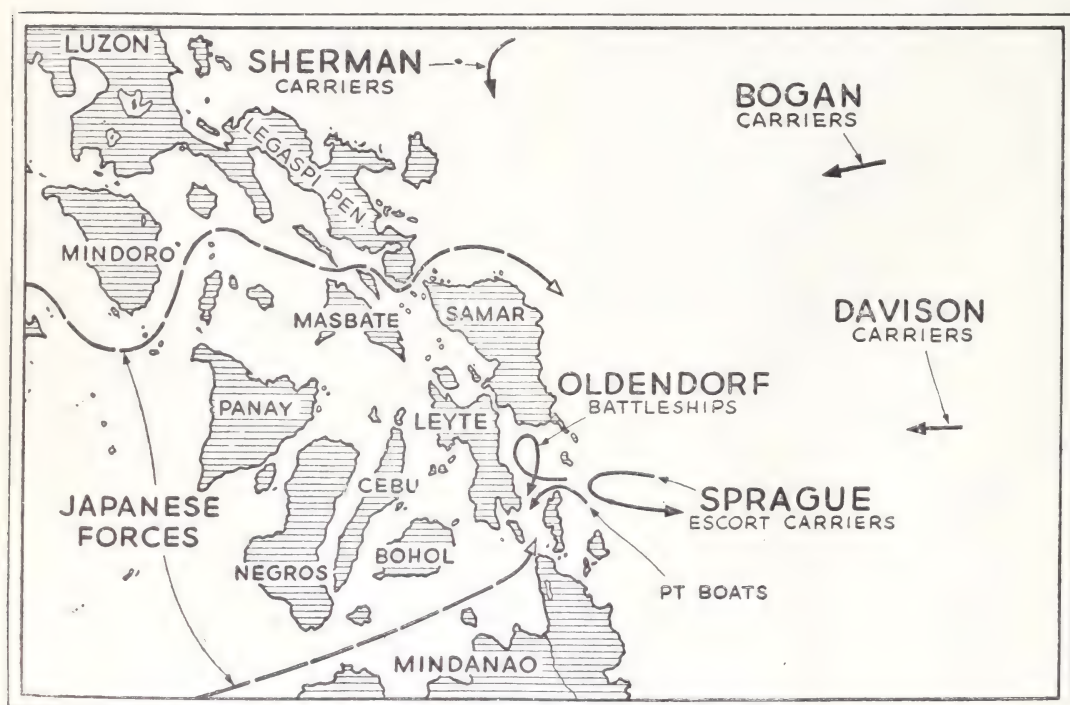 LUZON
SHERMAN
CARRIERS
BOGAN
CARRIERS
LEGASPI PEN.
MINDORO
MASBATE
SAMAR
DAVISON
CARRIERS
OLDENDORF
BATTLESHIPS
PANAY
LEYTE
CEBU
JAPANESE
FORCES
SPRAGUE
ESCORT CARRIERS
BOHOL
NEGROS
PT BOATS
MINDANAO